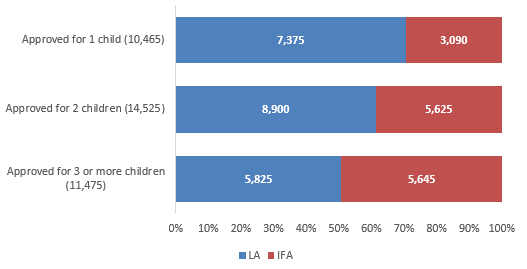 Approved for 1 child (10,465)
7,375
3,090
Approved for 2 children (14,525)
8,900
5,625
Approved for 3 or more children
(11,475)
5,825
5,645
0% 10% 20% 30% 40% 50% 60% 70% 80% 90% 100%
LA IFA